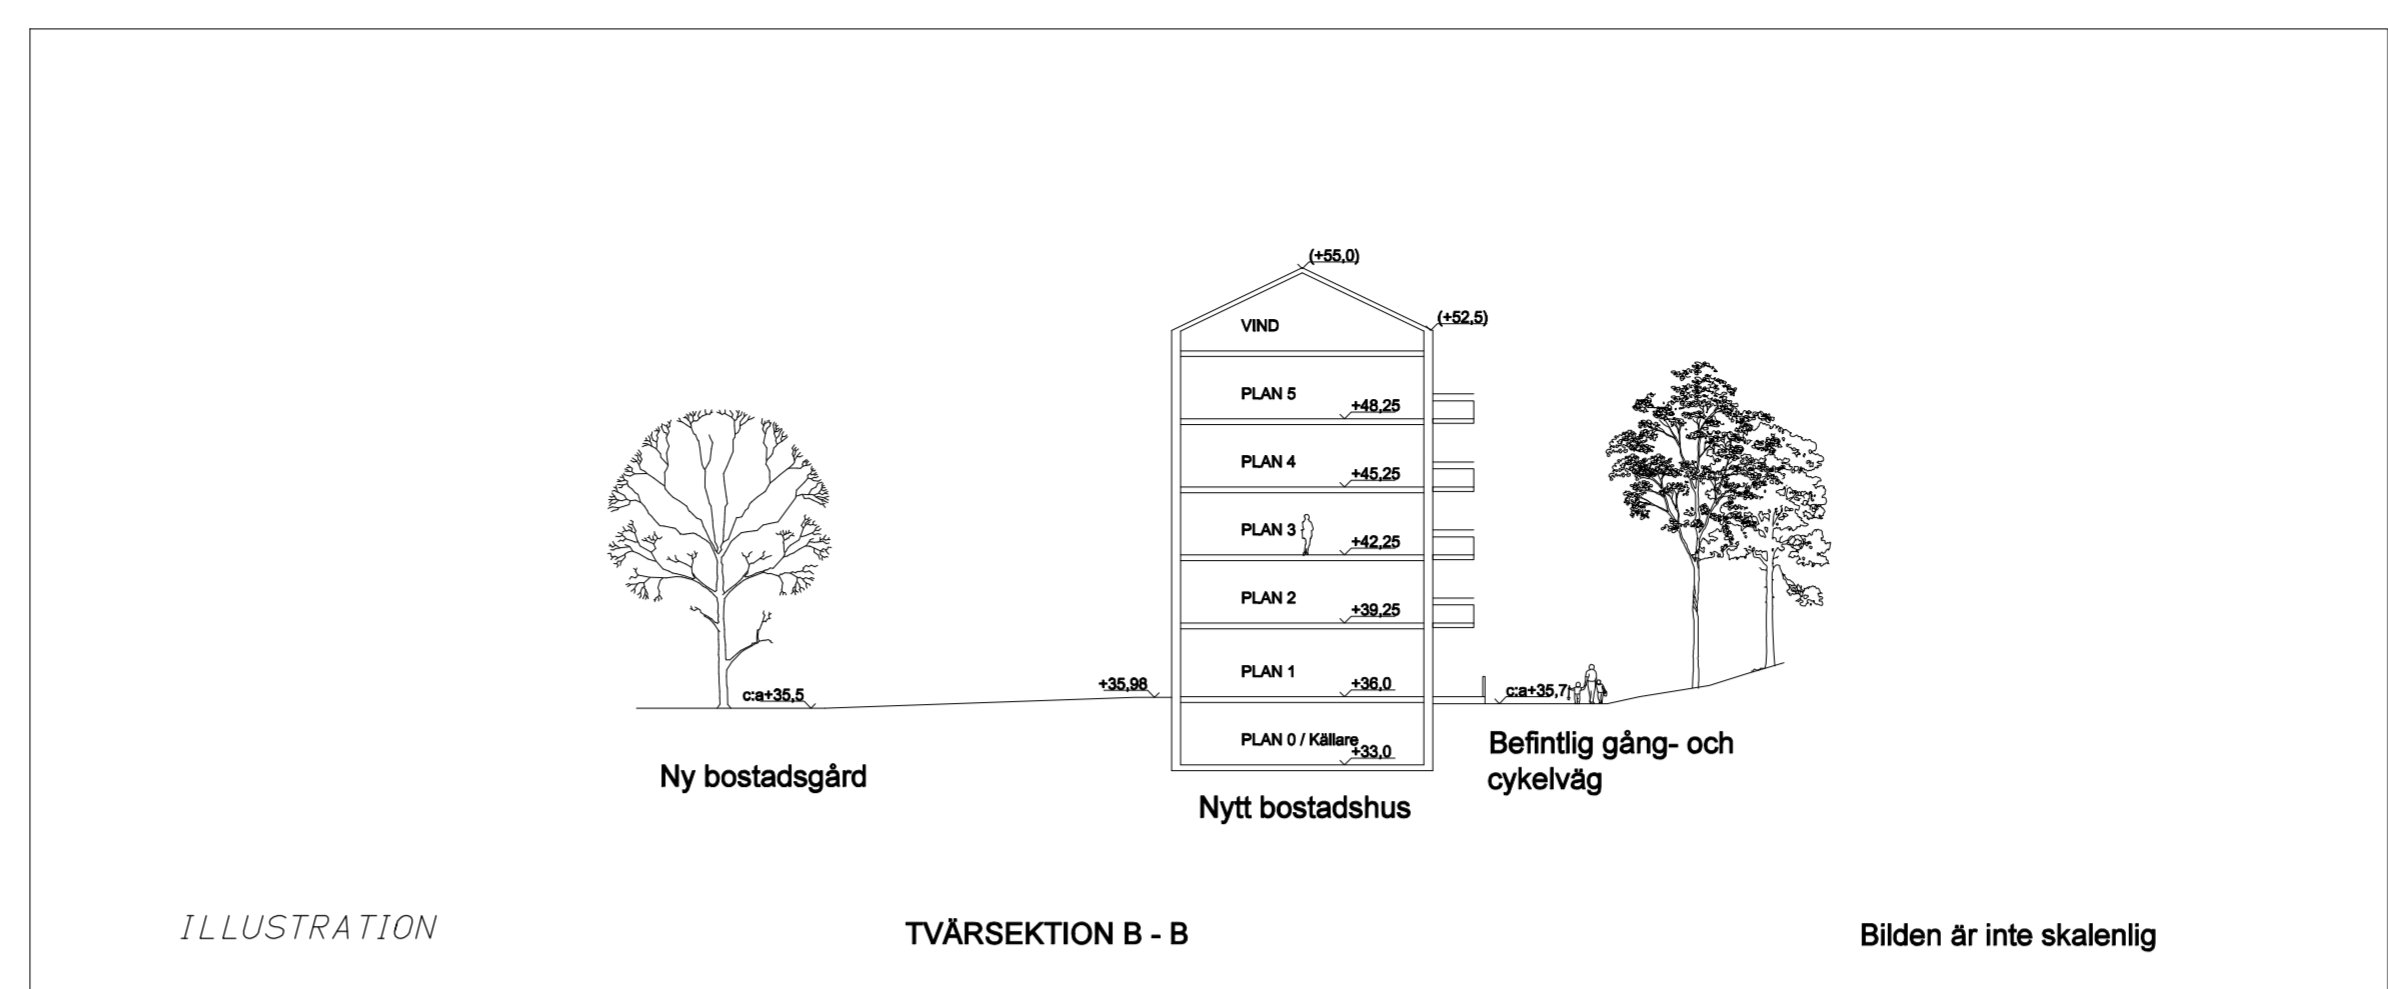 (+55,0)
(+52,5)
VIND
PLAN 5
+48,25
PLAN 4
+45,25
PLAN 3
+42,25
PLAN 2
+39,25
PLAN 1
+36,0
+35,98
c:a+35,5
c:a+35,7
PLAN 0 / Källare
+33,0
Ny bostadsgård
Nytt bostadshus
Befintlig gång- och
cykelväg
ILLUSTRATION
TVÄRSEKTION B - B
Bilden är inte skalenlig